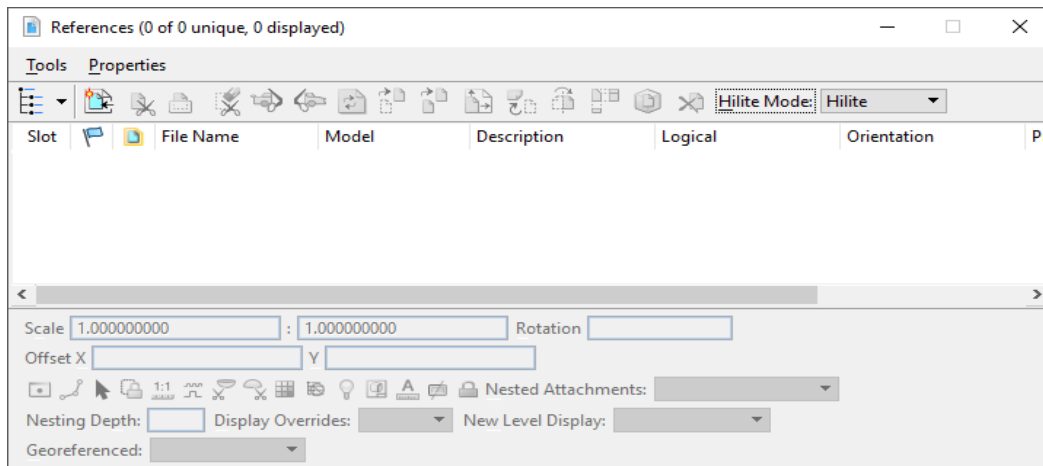 References (0 of 0 unique, 0 displayed)
Tools Properties
Hilite Mode: Hilite
Slot File Name Model Description Logical Orientation P
Scale 1.000000000 : 1.000000000 Rotation
Offset X Y
1:1 A Nested Attachments:
Nesting Depth: Display Overrides: New Level Display:
Georeferenced: